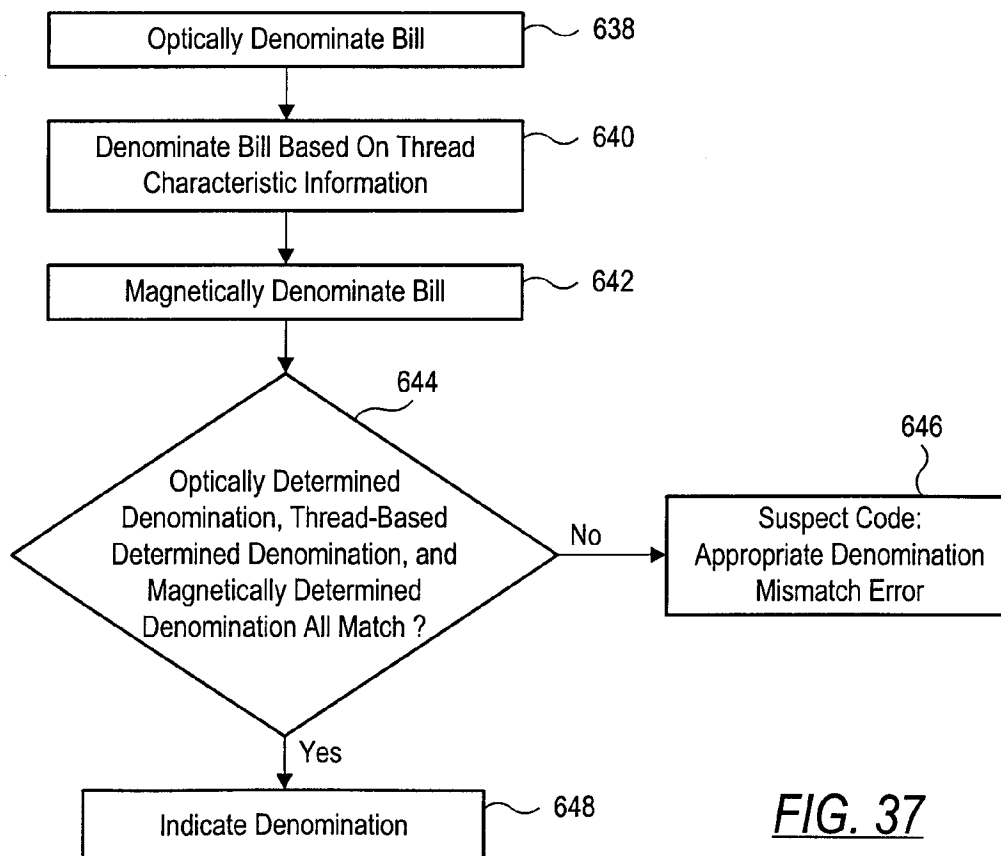 Optically Denominate Bill
638
Denominate Bill Based On Thread
Characteristic Information
640
Magnetically Denominate Bill
642
644
Optically Determined
Denomination, Thread-Based
Determined Denomination, and
Magnetically Determined
Denomination All Match ?
No
646
Suspect Code:
Appropriate Denomination
Mismatch Error
Yes
Indicate Denomination
648
FIG. 37